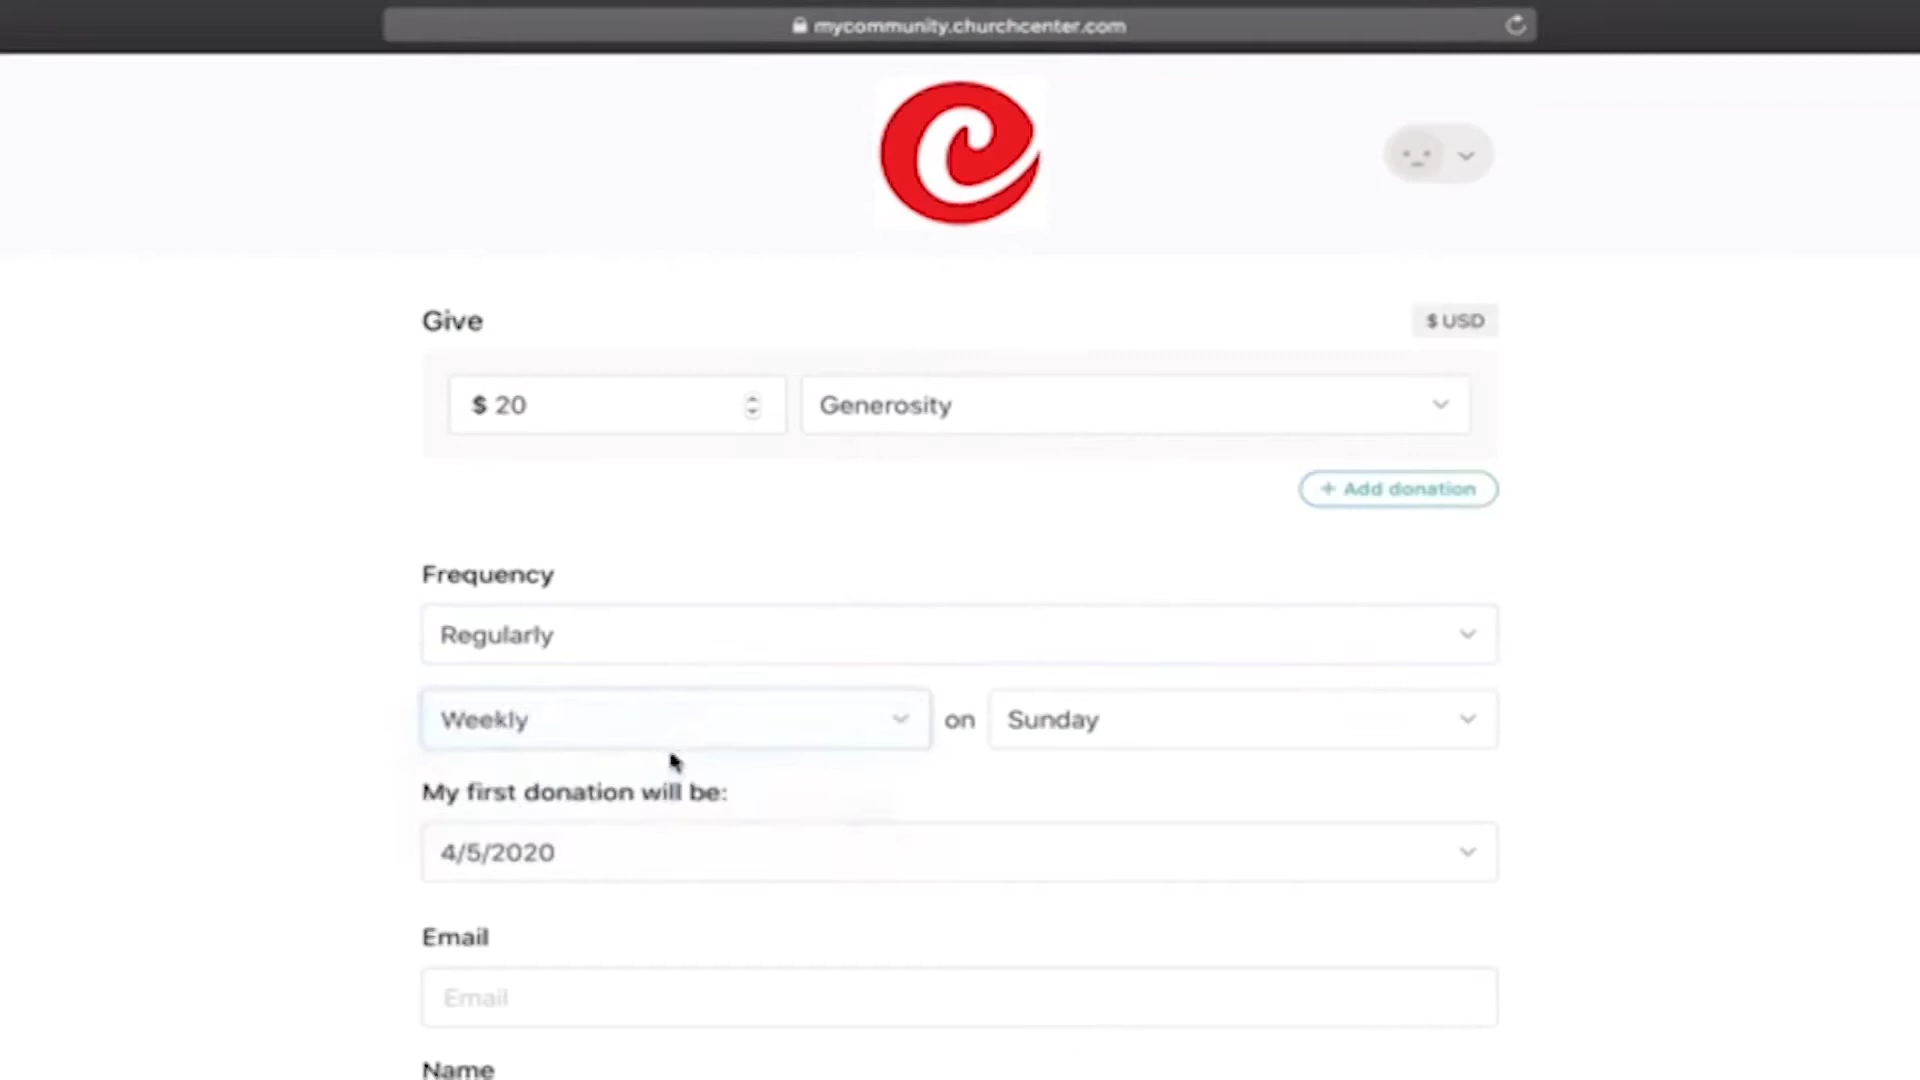 mycommunity.churchcenter.com
Give
$ USD
$ 20
Generosity
+ Add donation
Frequency
Regularly
Weekly
on
Sunday
My first donation will be:
4/5/2020
Email
Email
Name